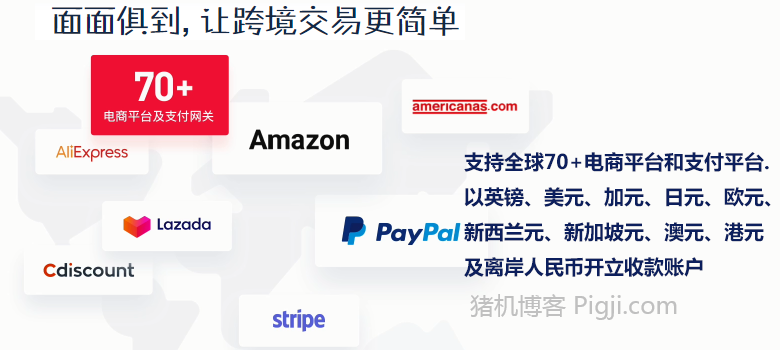 面面俱到, 让跨境交易更简单
70+
电商平台及支付网关
americanas.com
Amazon
AliExpress
支持全球70+电商平台和支付平台.
以英镑、美元、加元、日元、欧元、
新西兰元、新加坡元、澳元、港元
及离岸人民币开立收款账户
Lazada
PayPal
Cdiscount
stripe
猪机博客 Pigji.com